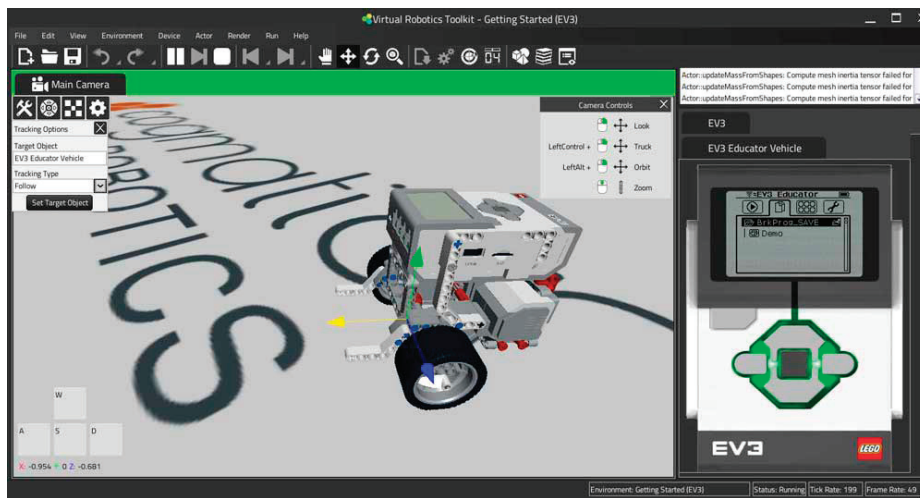 Virtual Robotics Toolkit - Getting Started (EV3)
File Edit View Environment Device Actor Render Run Help
04
Main Camera
Tracking Options
Target Object
EV3 Educator Vehicle
Tracking Type
Follow
Set Target Object
Camera Controls
Look
LeftControl + Truck
LeftAlt + Orbit
Zoom
Actor::updateMassFromShapes: Compute mesh inertia tensor failed for
Actor::updateMassFromShapes: Compute mesh inertia tensor failed for
Actor::updateMassFromShapes: Compute mesh inertia tensor failed for
EV3
EV3 Educator Vehicle
EV3 Educator
BrkProg_SAVE
Demo
cogmatic
ROBOTICS
W
A S D
X: -0.954 Y: 0 Z: -0.681
EV3
LEGO
Environment: Getting Started (EV3) Status: Running Tick Rate: 199 Frame Rate: 49